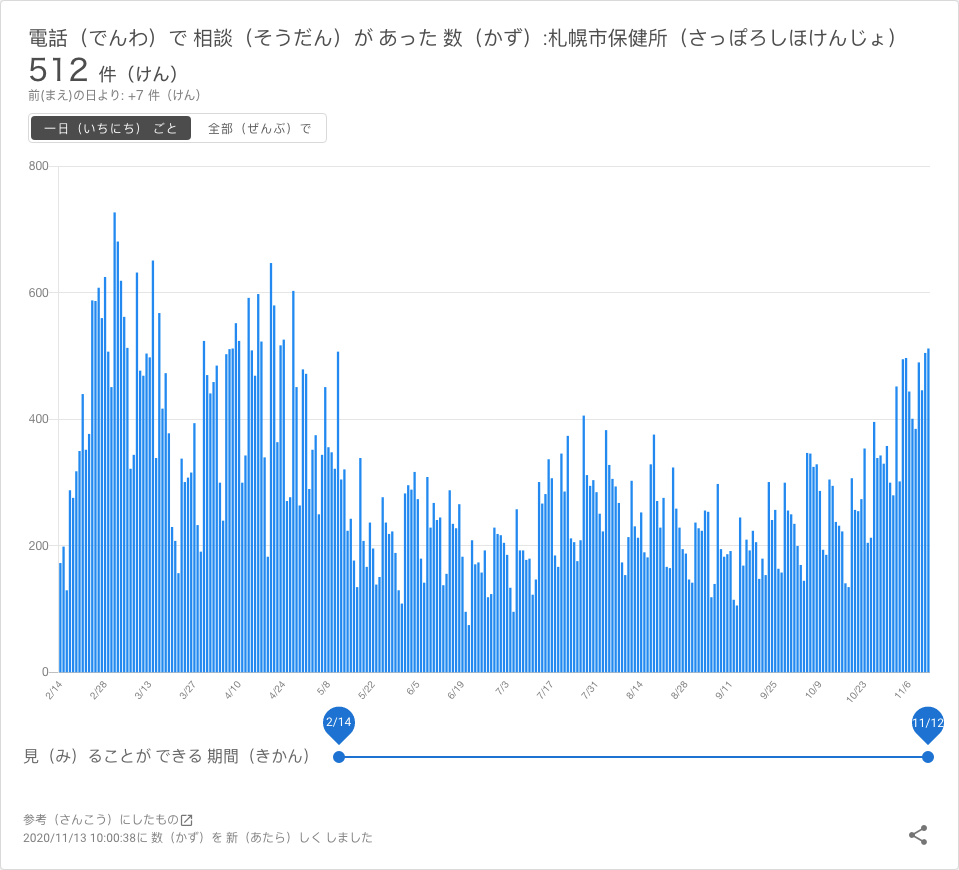 電話（でんわ）で 相談（そうだん）が あった 数（かず）:札幌市保健所（さっぽろしほけんじょ）
512 件（けん）
前(まえ)の日より: +7 件（けん）
一日（いちにち） ごと 全部（ぜんぶ）で
800
600
400
200
0
2/14 2/28 3/13 3/27 4/10 4/24 5/8 5/22 6/5 6/19 7/3 7/17 7/31 8/14 8/28 9/11 9/25 10/9 10/23 11/6
2/14 11/12
見（み）ることが できる 期間（きかん）
参考（さんこう）にしたもの
2020/11/13 10:00:38に 数（かず）を 新（あたら）しく しました